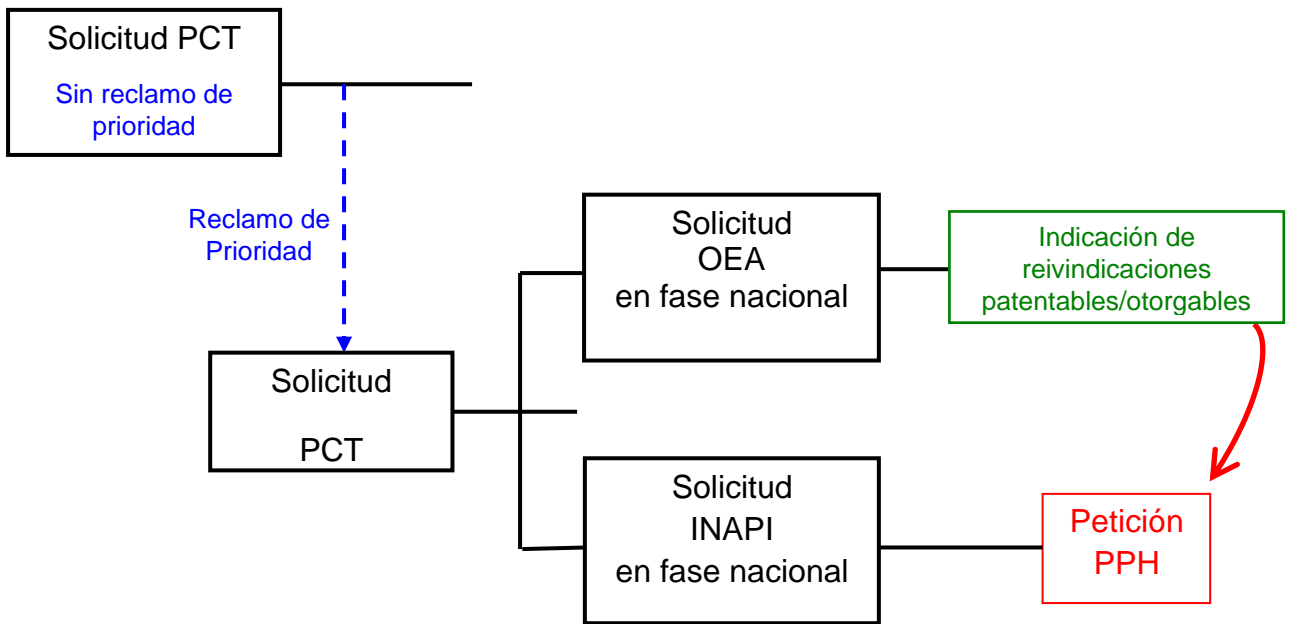 Solicitud PCT
Sin reclamo de
prioridad
Reclamo de
Prioridad
Solicitud
PCT
Solicitud
OEA
en fase nacional
Indicación de
reivindicaciones
patentables/otorgables
Solicitud
INAPI
en fase nacional
Petición
PPH